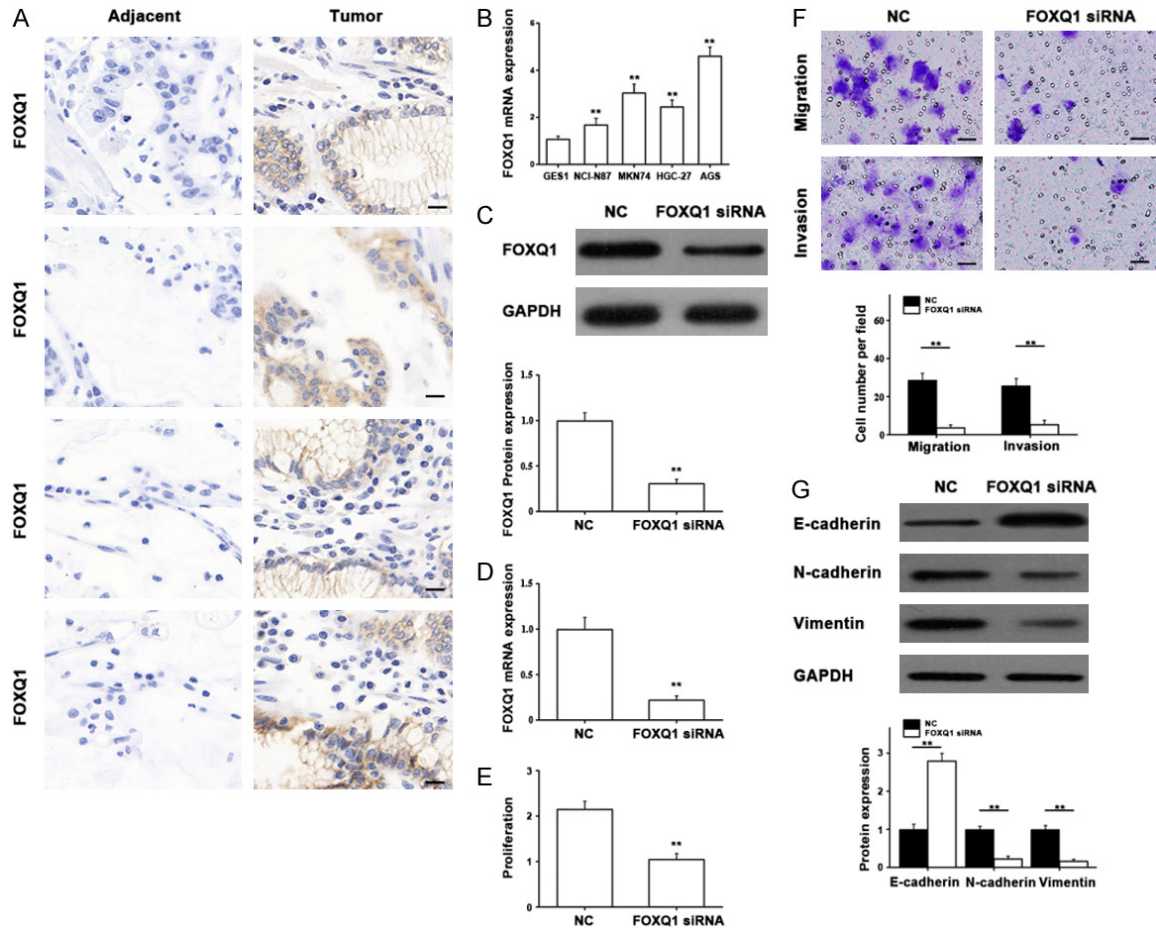 A
Adjacent
Tumor
FOXQ1
FOXQ1
FOXQ1
FOXQ1
B
FOXQ1 mRNA expression
6
4
2
0
**
**
**
**
GES1 NCI-N87 MKN74 HGC-27 AGS
C
NC FOXQ1 siRNA
FOXQ1
GAPDH
FOXQ1 Protein expression
1.5
1.0
0.5
0
**
NC FOXQ1 siRNA
D
FOXQ1 mRNA expression
1.5
1.0
0.5
0
**
NC FOXQ1 siRNA
E
Proliferation
3
2
1
0
**
NC FOXQ1 siRNA
F
NC FOXQ1 siRNA
Migration
Invasion
NC
FOXQ1 siRNA
Cell number per field
60
40
20
0
**
**
Migration Invasion
G
NC FOXQ1 siRNA
E-cadherin
N-cadherin
Vimentin
GAPDH
NC
FOXQ1 siRNA
Protein expression
3
2
1
0
**
**
**
E-cadherin N-cadherin Vimentin